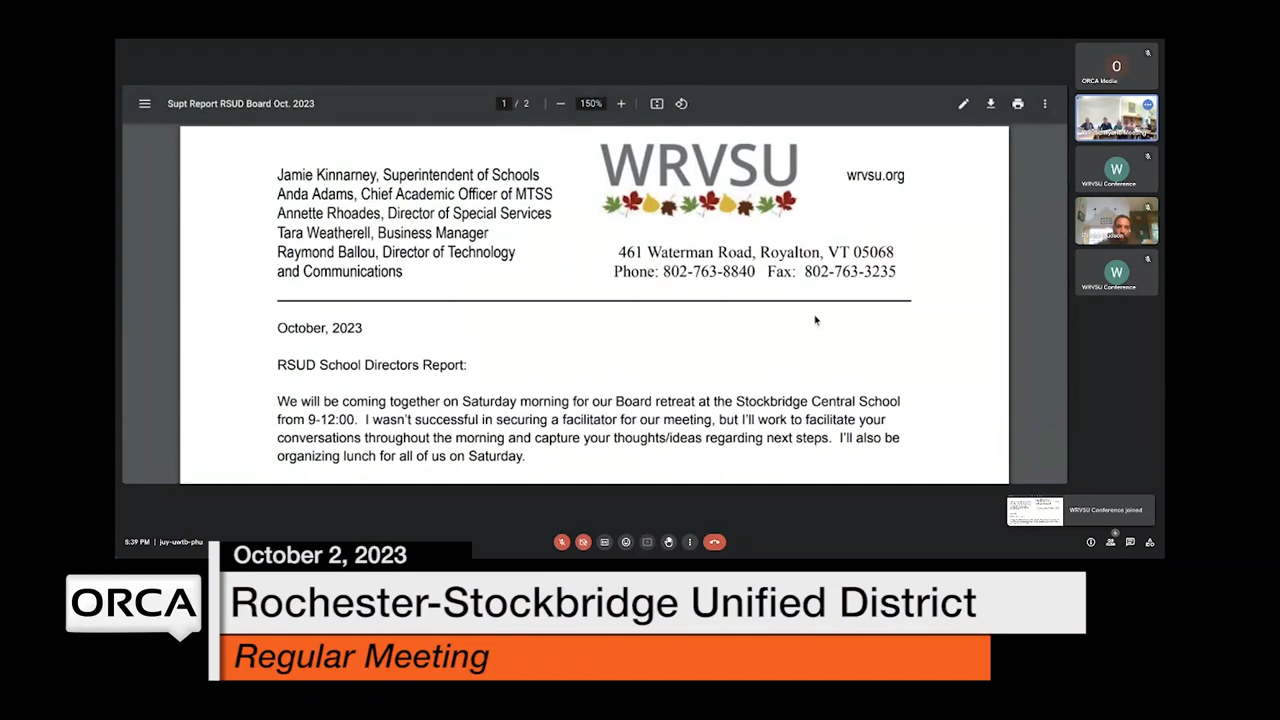 Supt Report RSUD Board Oct. 2023
1 / 2
150%
O
ORCA Media
W
WRVSU Conference
W
WRVSU Conference
Jamie Kinnarney, Superintendent of Schools
Anda Adams, Chief Academic Officer of MTSS
Annette Rhoades, Director of Special Services
Tara Weatherell, Business Manager
Raymond Ballou, Director of Technology
and Communications
WRVSU
wrvsu.org
461 Waterman Road, Royalton, VT 05068
Phone: 802-763-8840 Fax: 802-763-3235
October, 2023
RSUD School Directors Report:
We will be coming together on Saturday morning for our Board retreat at the Stockbridge Central School
from 9-12:00. I wasn't successful in securing a facilitator for our meeting, but I'll work to facilitate your
conversations throughout the morning and capture your thoughts/ideas regarding next steps. I'll also be
organizing lunch for all of us on Saturday.
WRVSU Conference joined
5:39 PM | juy-uwtb-phu
October 2, 2023
ORCA
Rochester-Stockbridge Unified District
Regular Meeting